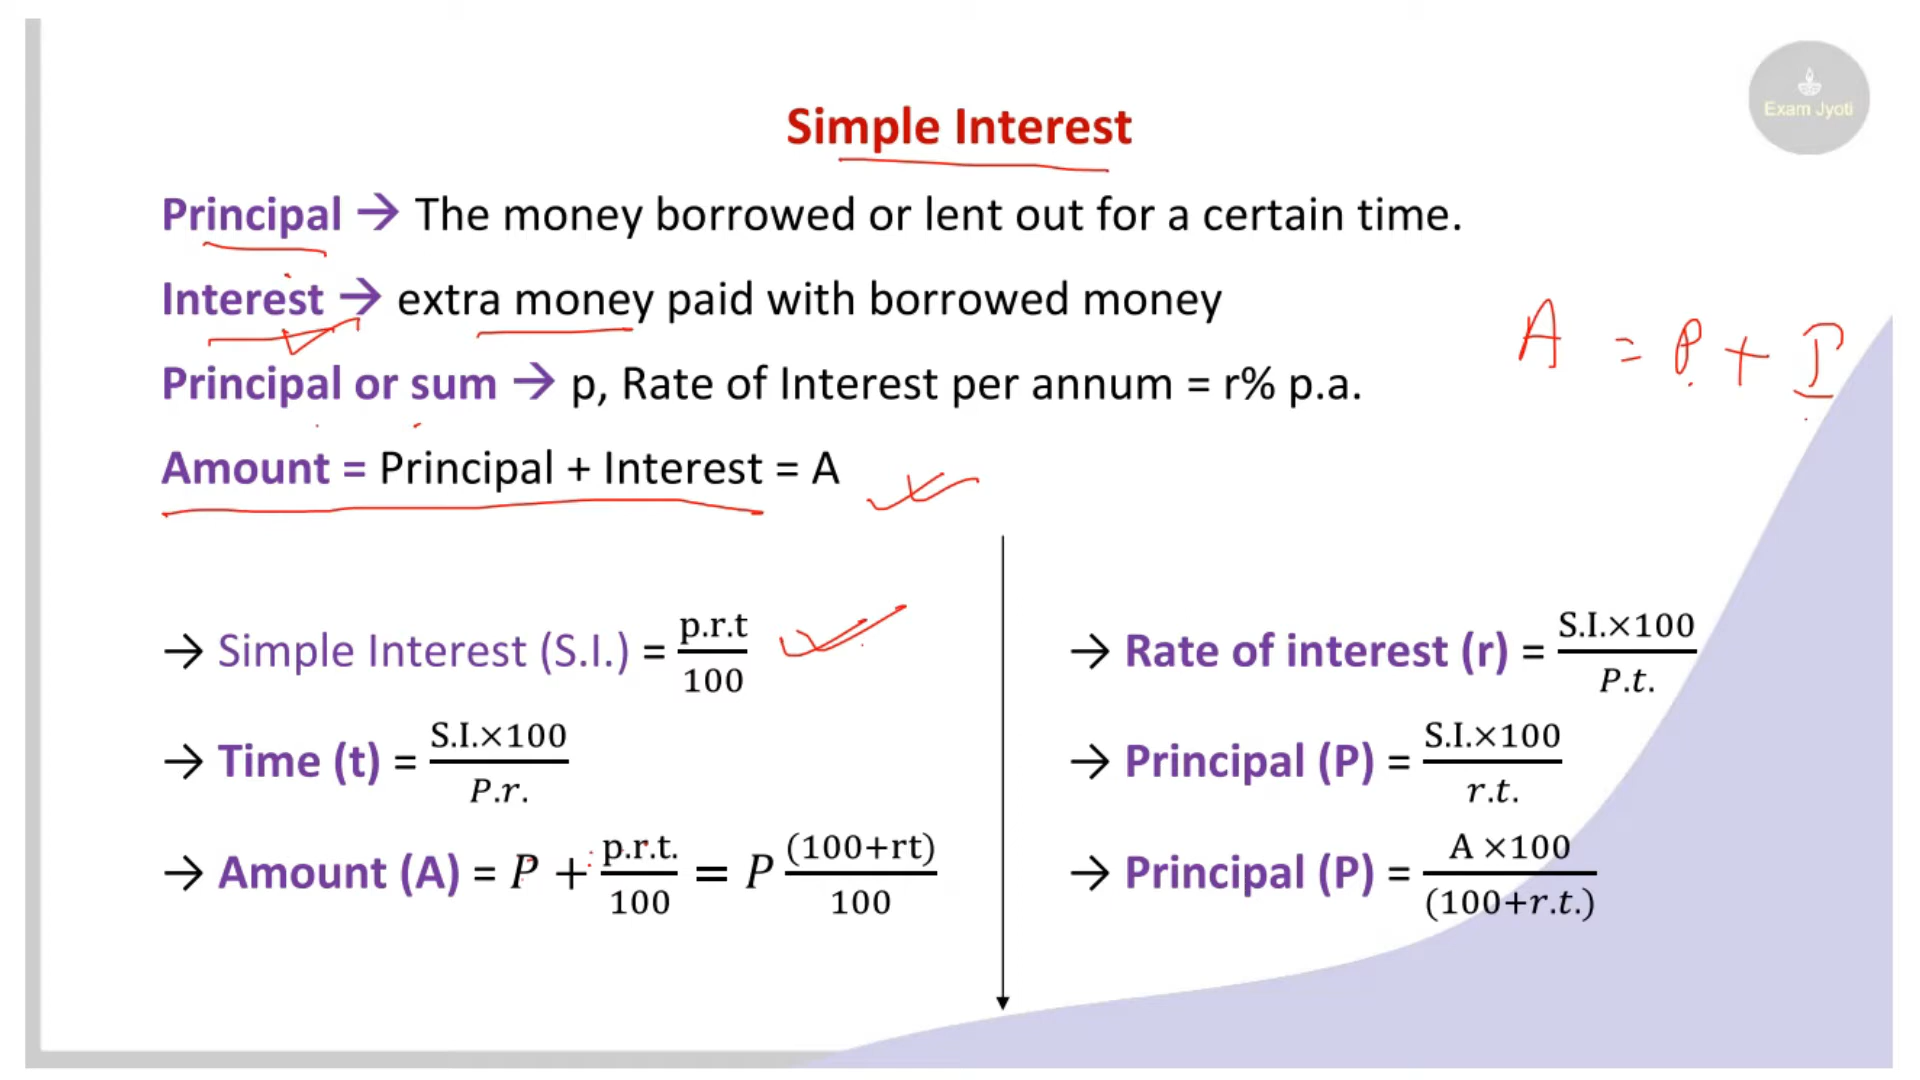 Exam Jyoti
Simple Interest
Principal → The money borrowed or lent out for a certain time.
Interest → extra money paid with borrowed money
Principal or sum → p, Rate of Interest per annum = r% p.a.
A = P + I
Amount = Principal + Interest = A
→ Simple Interest (S.I.) = p.r.t/100
→ Time (t) = S.I.×100/P.r.
→ Amount (A) = P + p.r.t./100 = P (100+rt)/100
→ Rate of interest (r) = S.I.×100/P.t.
→ Principal (P) = S.I.×100/r.t.
→ Principal (P) = A ×100/(100+r.t.)